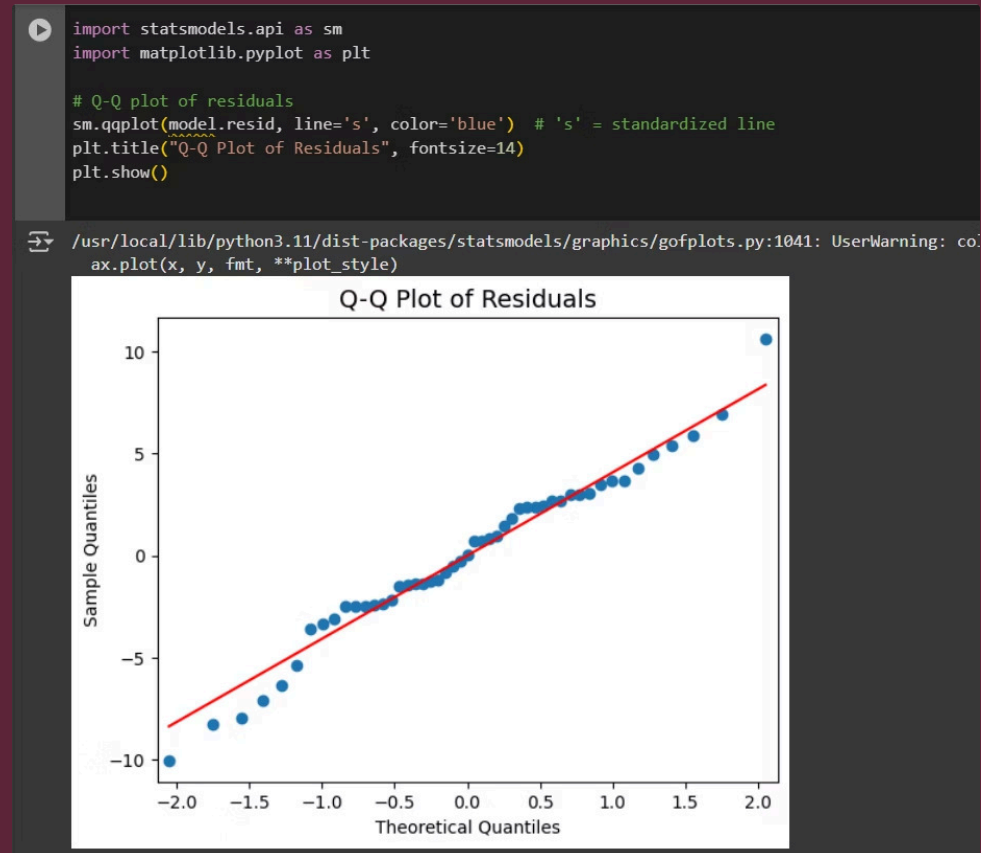 import statsmodels.api as sm
import matplotlib.pyplot as plt
# Q-Q plot of residuals
sm.qqplot(model.resid, line='s', color='blue')  # 's' = standardized line
plt.title("Q-Q Plot of Residuals", fontsize=14)
plt.show()
/usr/local/lib/python3.11/dist-packages/statsmodels/graphics/gofplots.py:1041: UserWarning:
ax.plot(x, y, fmt, **plot_style)
Q-Q Plot of Residuals
10
5
0
−5
−10
Sample Quantiles
−2.0 −1.5 −1.0 −0.5 0.0 0.5 1.0 1.5 2.0
Theoretical Quantiles